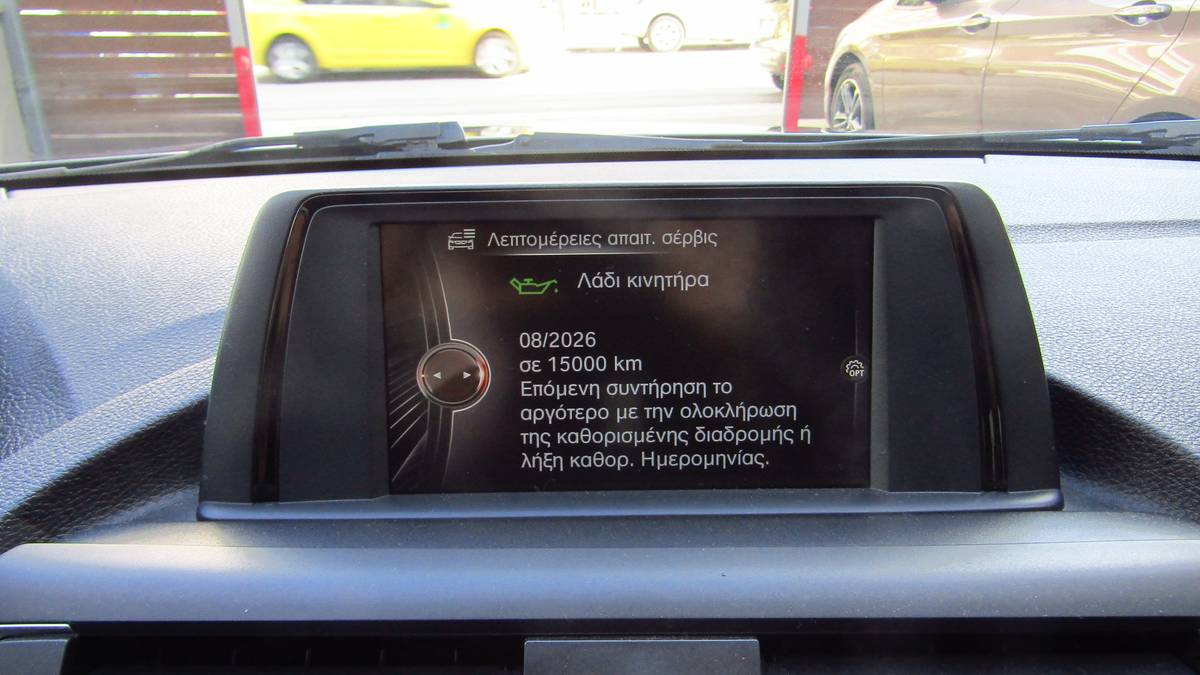 Λεπτομέρειες απαιτ. σέρβις
Λάδι κινητήρα
08/2026
σε 15000 km
Επόμενη συντήρηση το
αργότερο με την ολοκλήρωση
της καθορισμένης διαδρομής ή
λήξη καθορ. Ημερομηνίας.
OPT